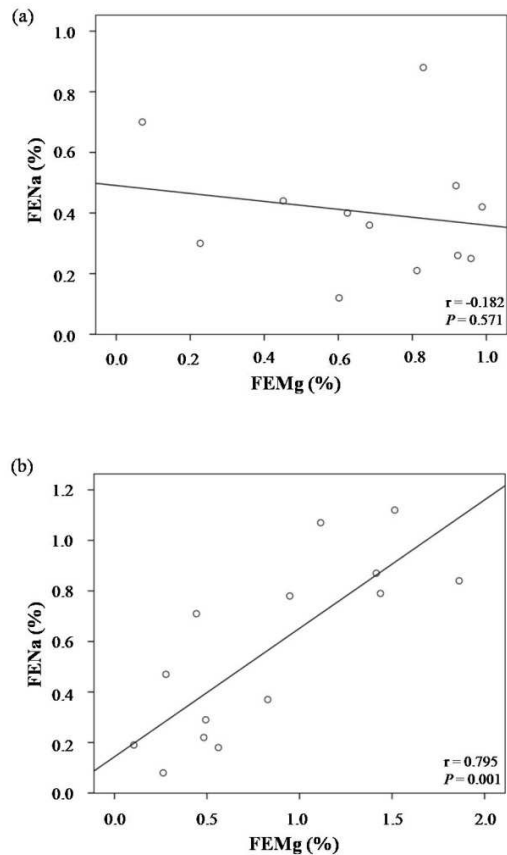 (a)
1.0
0.8
0.6
0.4
0.2
0.0
FENa (%)
r = -0.182
P = 0.571
0.0 0.2 0.4 0.6 0.8 1.0
FEMg (%)
(b)
1.2
1.0
0.8
0.6
0.4
0.2
0.0
FENa (%)
r = 0.795
P = 0.001
0.0 0.5 1.0 1.5 2.0
FEMg (%)